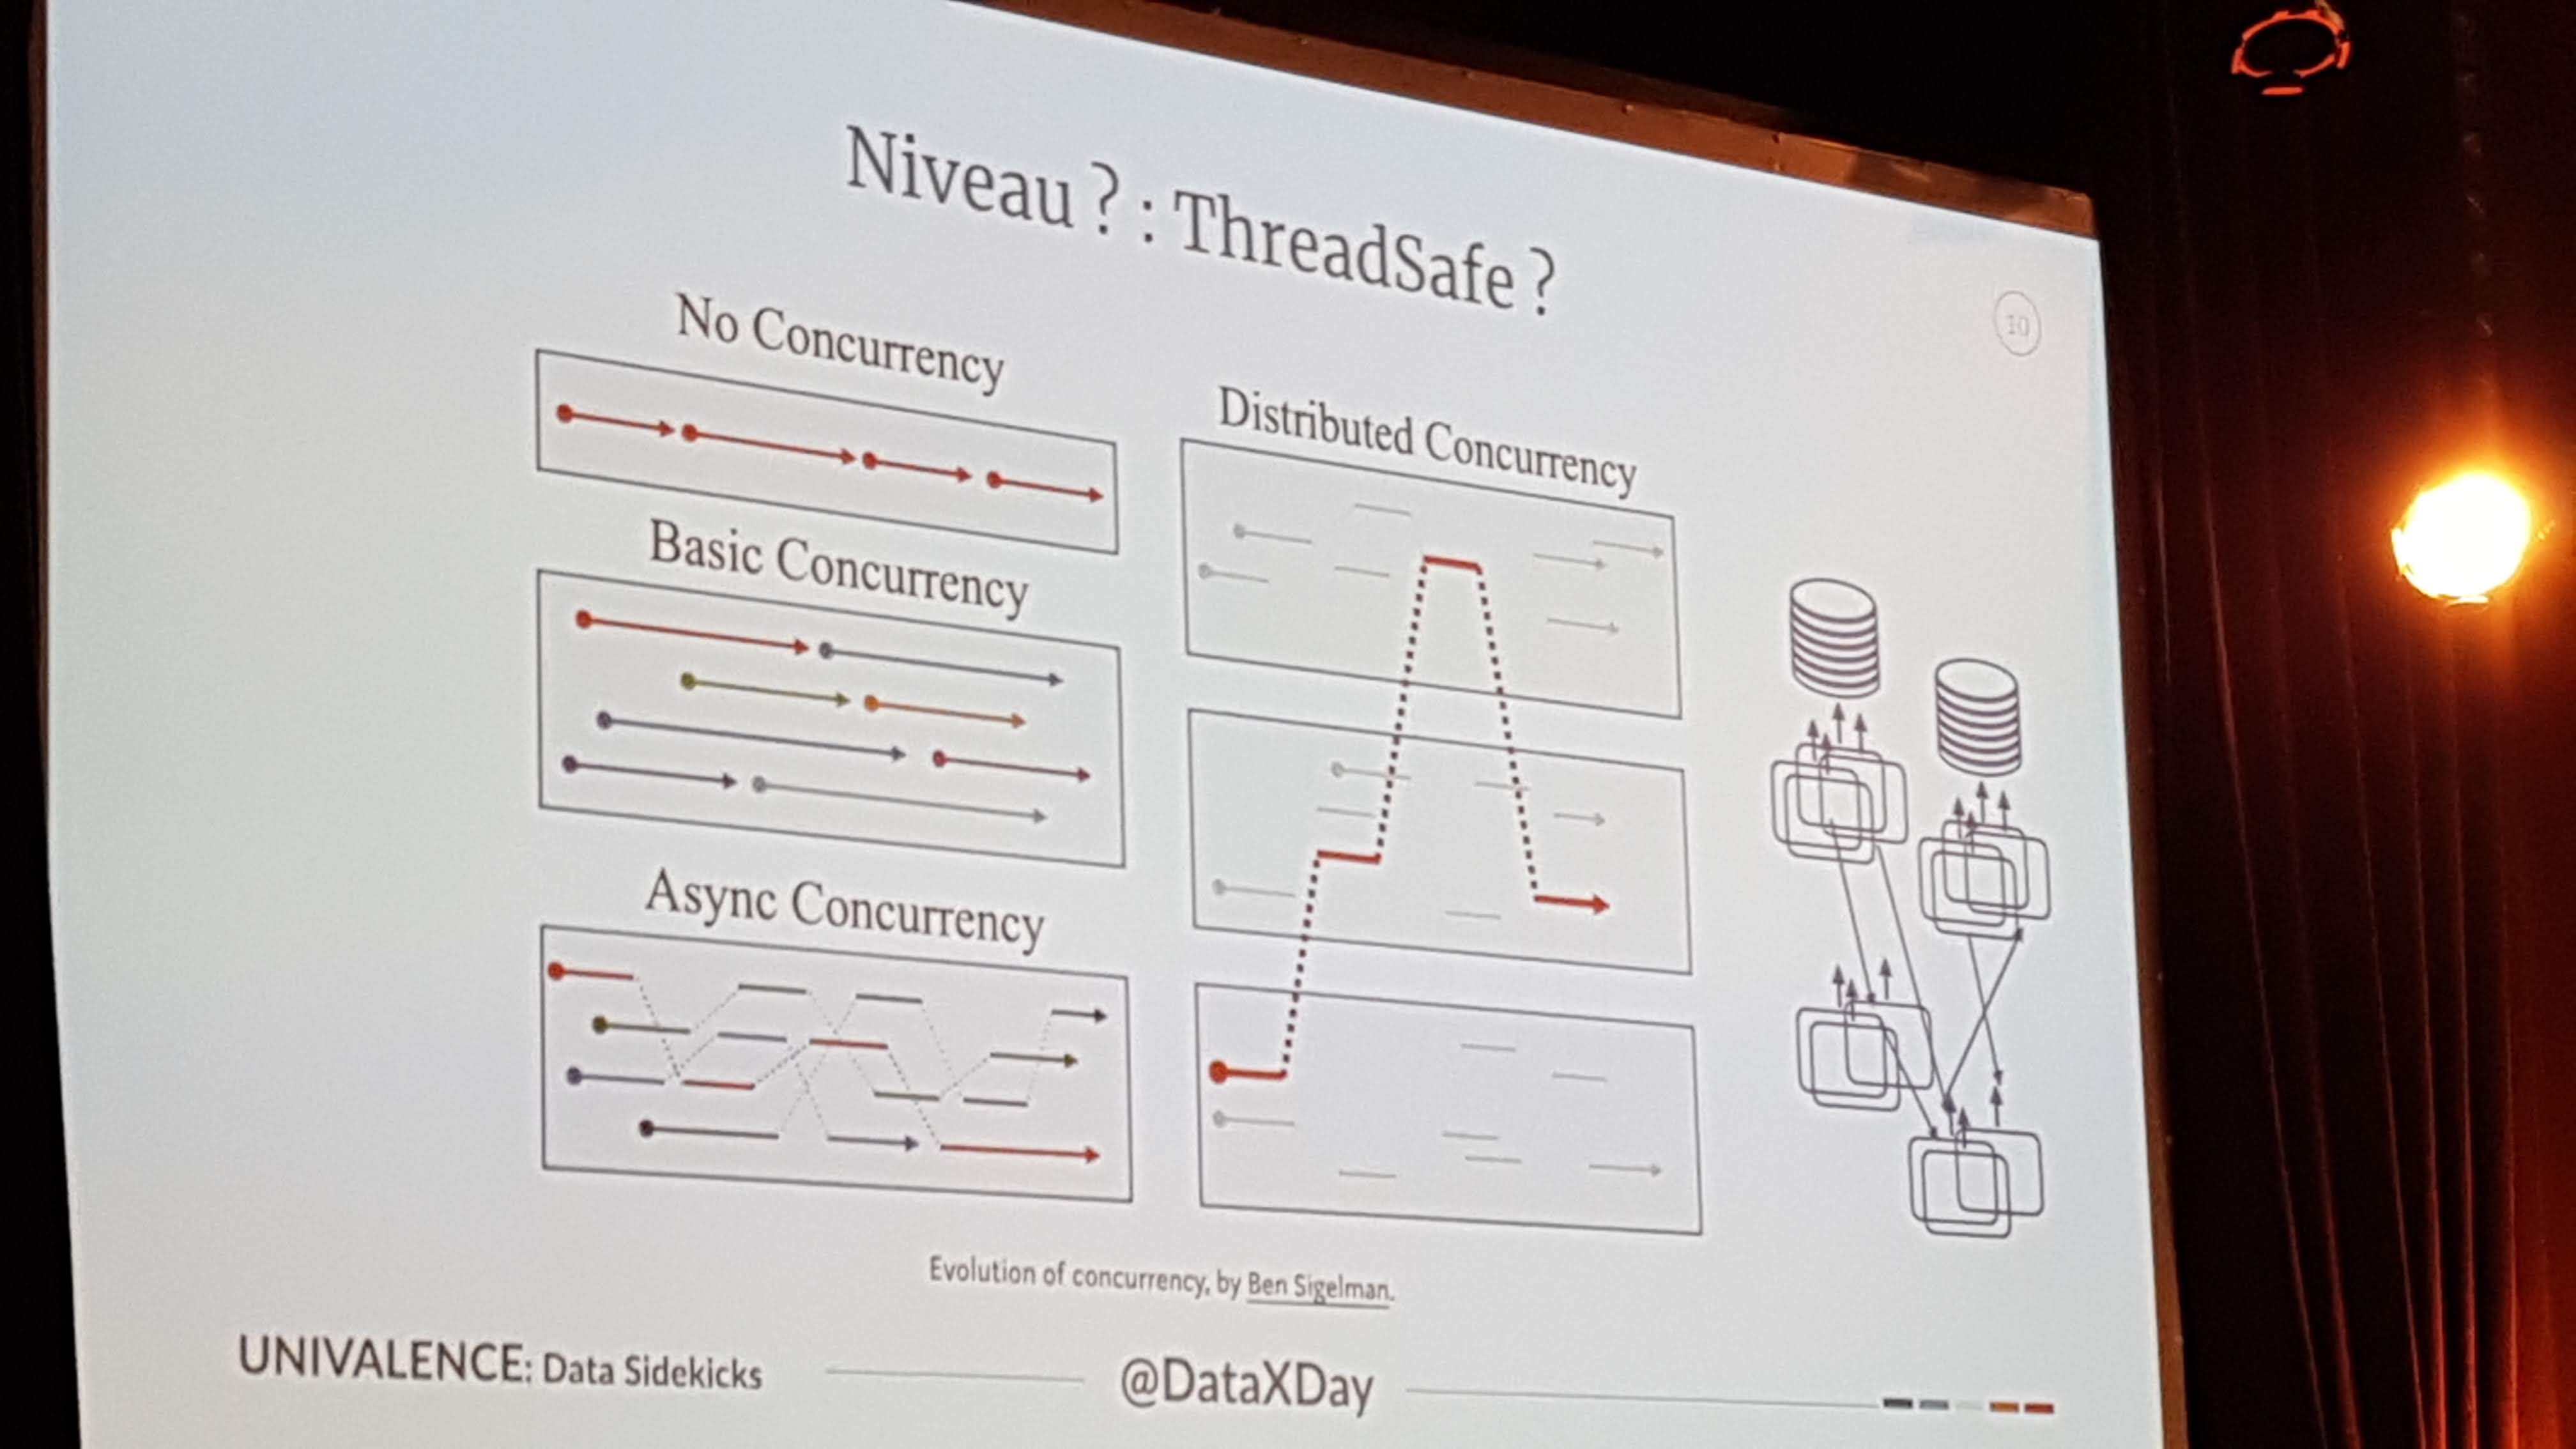 Niveau ? : ThreadSafe ?
10
No Concurrency
Distributed Concurrency
Basic Concurrency
Async Concurrency
Evolution of concurrency, by Ben Sigelman.
UNIVALENCE: Data Sidekicks
@DataXDay